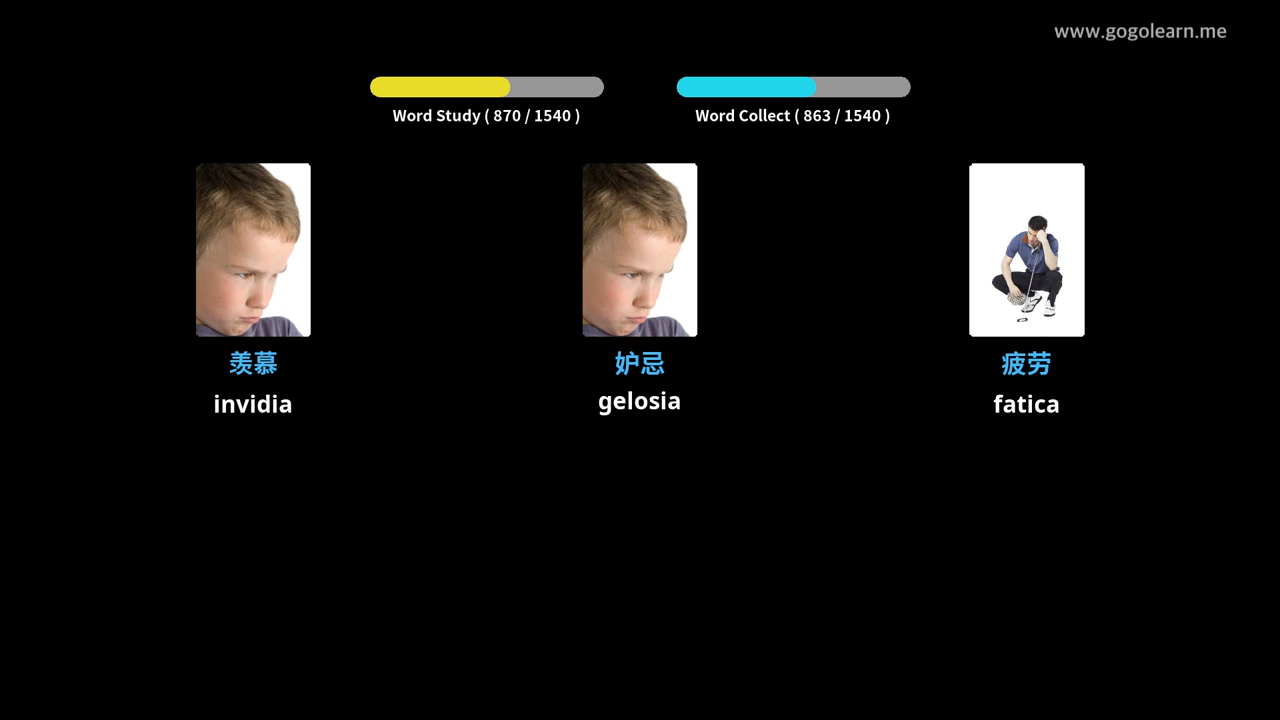 www.gogolearn.me
Word Study ( 870 / 1540 )
Word Collect ( 863 / 1540 )
羡慕
妒忌
疲劳
invidia
gelosia
fatica